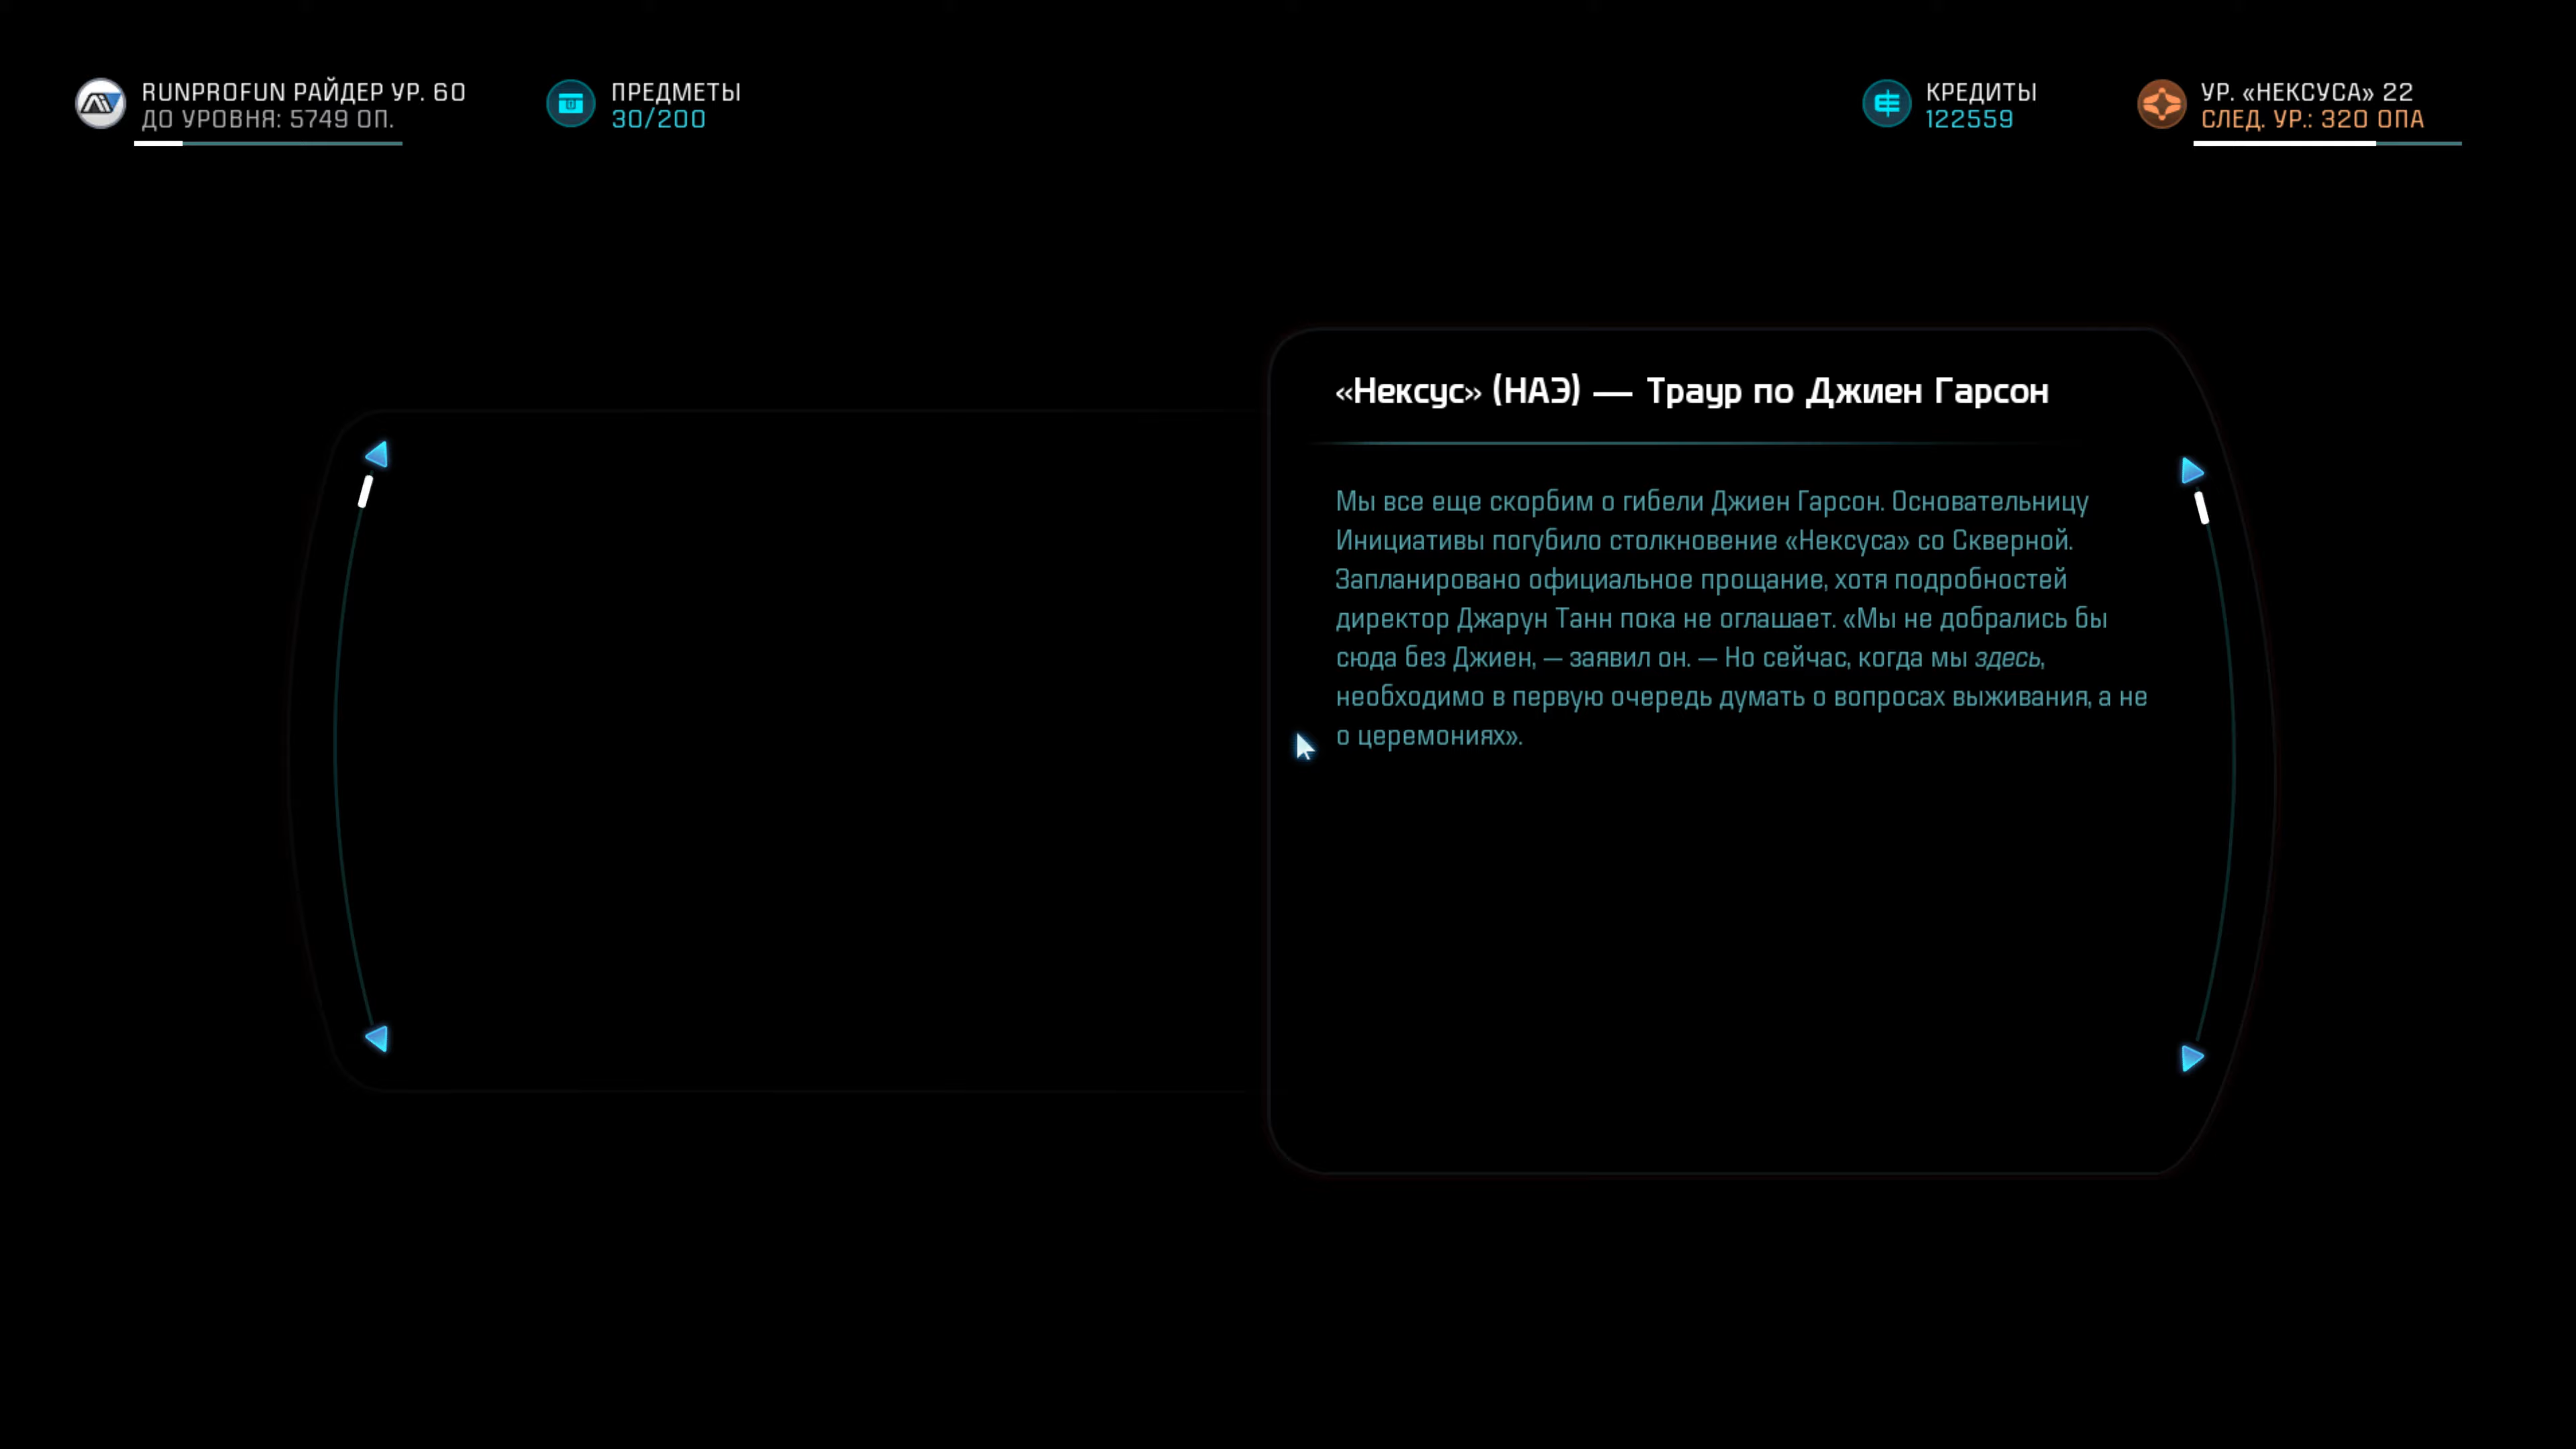 RUNPROFUN РАЙДЕР УР. 60
ДО УРОВНЯ: 5749 ОП.
ПРЕДМЕТЫ
30/200
КРЕДИТЫ
122559
УР. «НЕКСУСА» 22
СЛЕД. УР.: 320 ОПА
«Нексус» (НАЭ) — Траур по Джиен Гарсон
Мы все еще скорбим о гибели Джиен Гарсон. Основательницу
Инициативы погубило столкновение «Нексуса» со Скверной.
Запланировано официальное прощание, хотя подробностей
директор Джарун Танн пока не оглашает. «Мы не добрались бы
сюда без Джиен, — заявил он. — Но сейчас, когда мы здесь,
необходимо в первую очередь думать о вопросах выживания, а не
о церемониях».